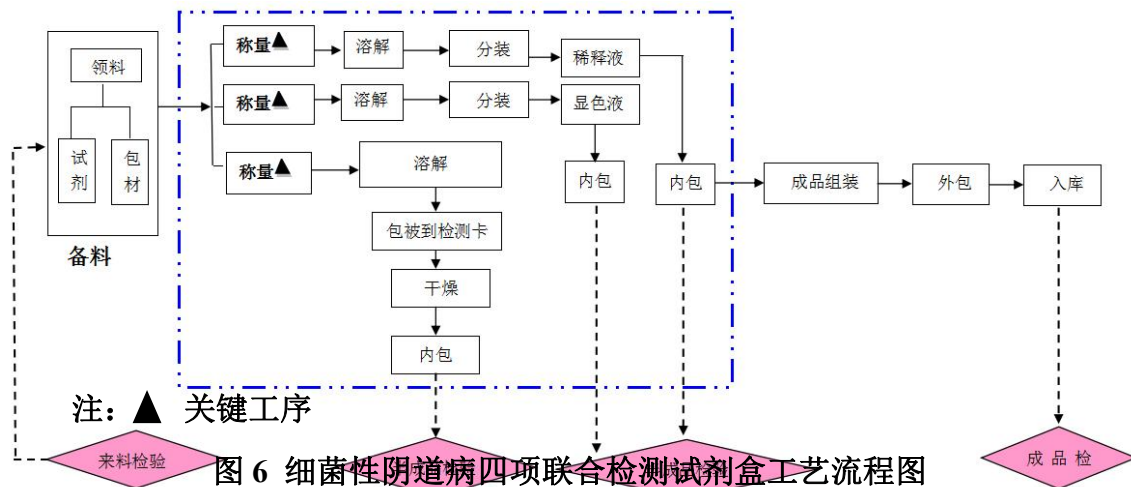 称量▲
溶解
分装
稀释液
领料
试剂
包材
备料
称量▲
溶解
分装
显色液
称量▲
溶解
内包
内包
成品组装
外包
入库
包被到检测卡
干燥
内包
注：▲ 关键工序
来料检验
图 6 细菌性阴道病四项联合检测试剂盒工艺流程图
成 品 检